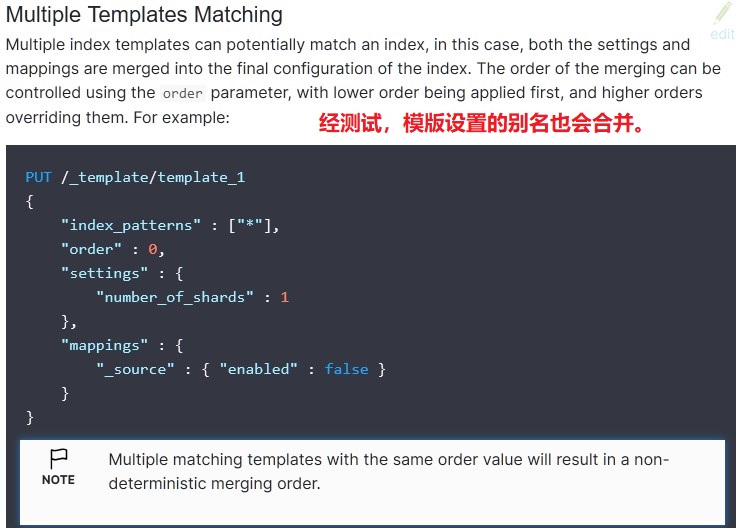 Multiple Templates Matching
edit
Multiple index templates can potentially match an index, in this case, both the settings and
mappings are merged into the final configuration of the index. The order of the merging can be
controlled using the order parameter, with lower order being applied first, and higher orders
overriding them. For example:
经测试，模版设置的别名也会合并。
PUT /_template/template_1
{
    "index_patterns" : ["*"],
    "order" : 0,
    "settings" : {
        "number_of_shards" : 1
    },
    "mappings" : {
        "_source" : { "enabled" : false }
    }
}
NOTE
Multiple matching templates with the same order value will result in a non-
deterministic merging order.